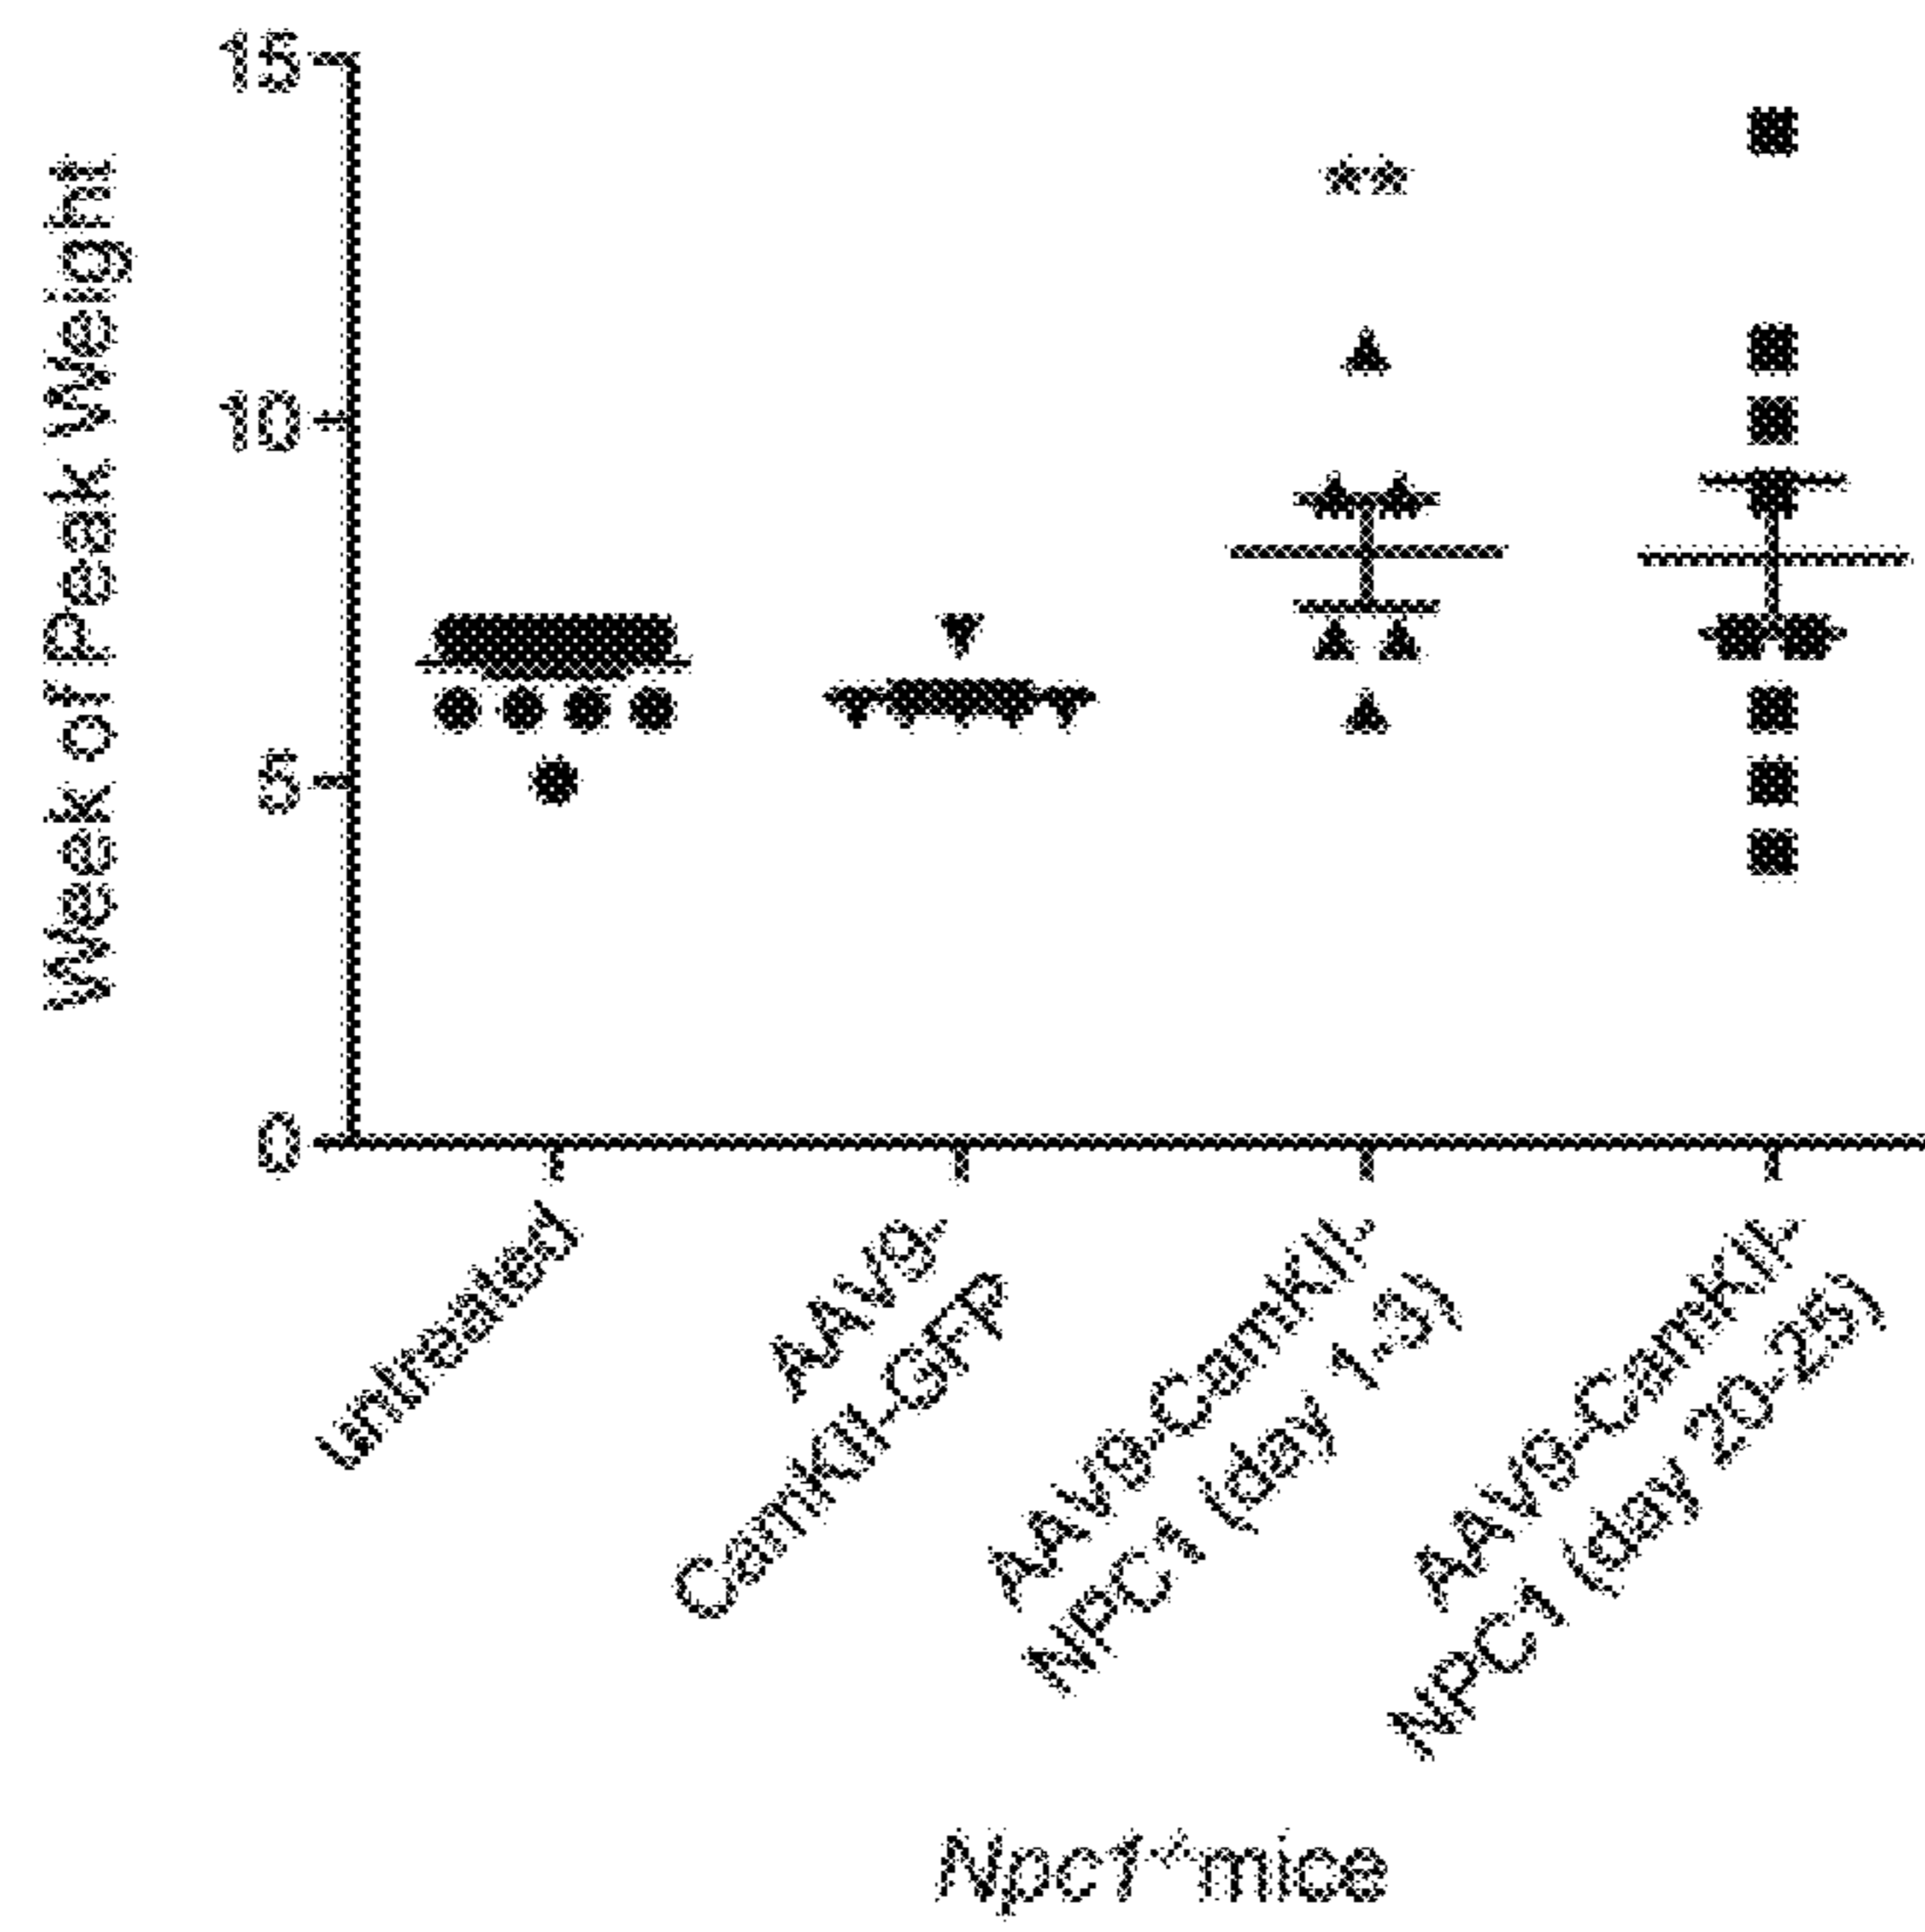 Week of Peak Weight
15
10
5
0
**
untreated
AAV9-
CamKII-GFP
AAV9-CamKII-
NPC1 (day 1-3)
AAV9-CamKII-
NPC1 (day 20-25)
Npc1-/- mice